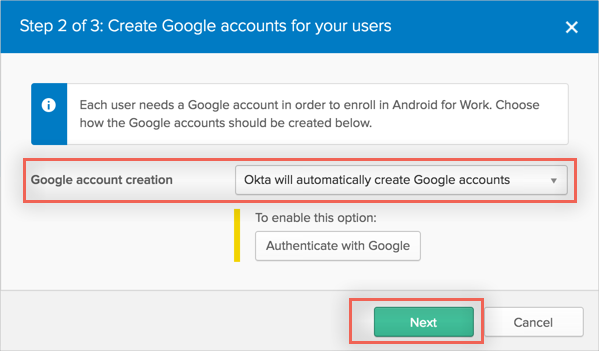 Step 2 of 3: Create Google accounts for your users
Each user needs a Google account in order to enroll in Android for Work. Choose
how the Google accounts should be created below.
Google account creation
Okta will automatically create Google accounts
To enable this option:
Authenticate with Google
Next
Cancel